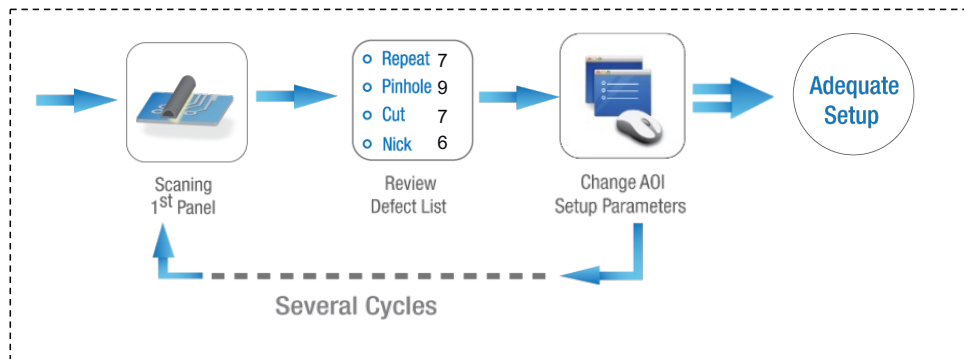 Repeat 7
Pinhole 9
Cut 7
Nick 6
Adequate
Setup
Scaning
1st Panel
Review
Defect List
Change AOI
Setup Parameters
Several Cycles